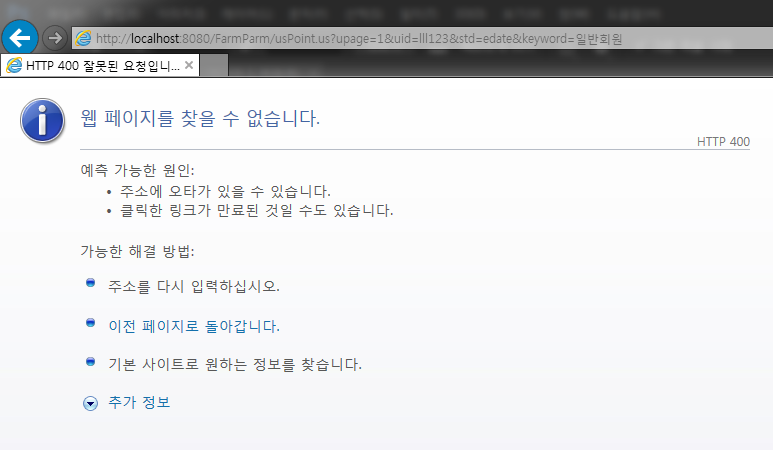 http://localhost:8080/FarmParm/usPoint.us?upage=1&uid=lll123&std=edate&keyword=일반회원
HTTP 400 잘못된 요청입니...
웹 페이지를 찾을 수 없습니다.
HTTP 400
예측 가능한 원인:
• 주소에 오타가 있을 수 있습니다.
• 클릭한 링크가 만료된 것일 수도 있습니다.
가능한 해결 방법:
주소를 다시 입력하십시오.
이전 페이지로 돌아갑니다.
기본 사이트로 원하는 정보를 찾습니다.
추가 정보